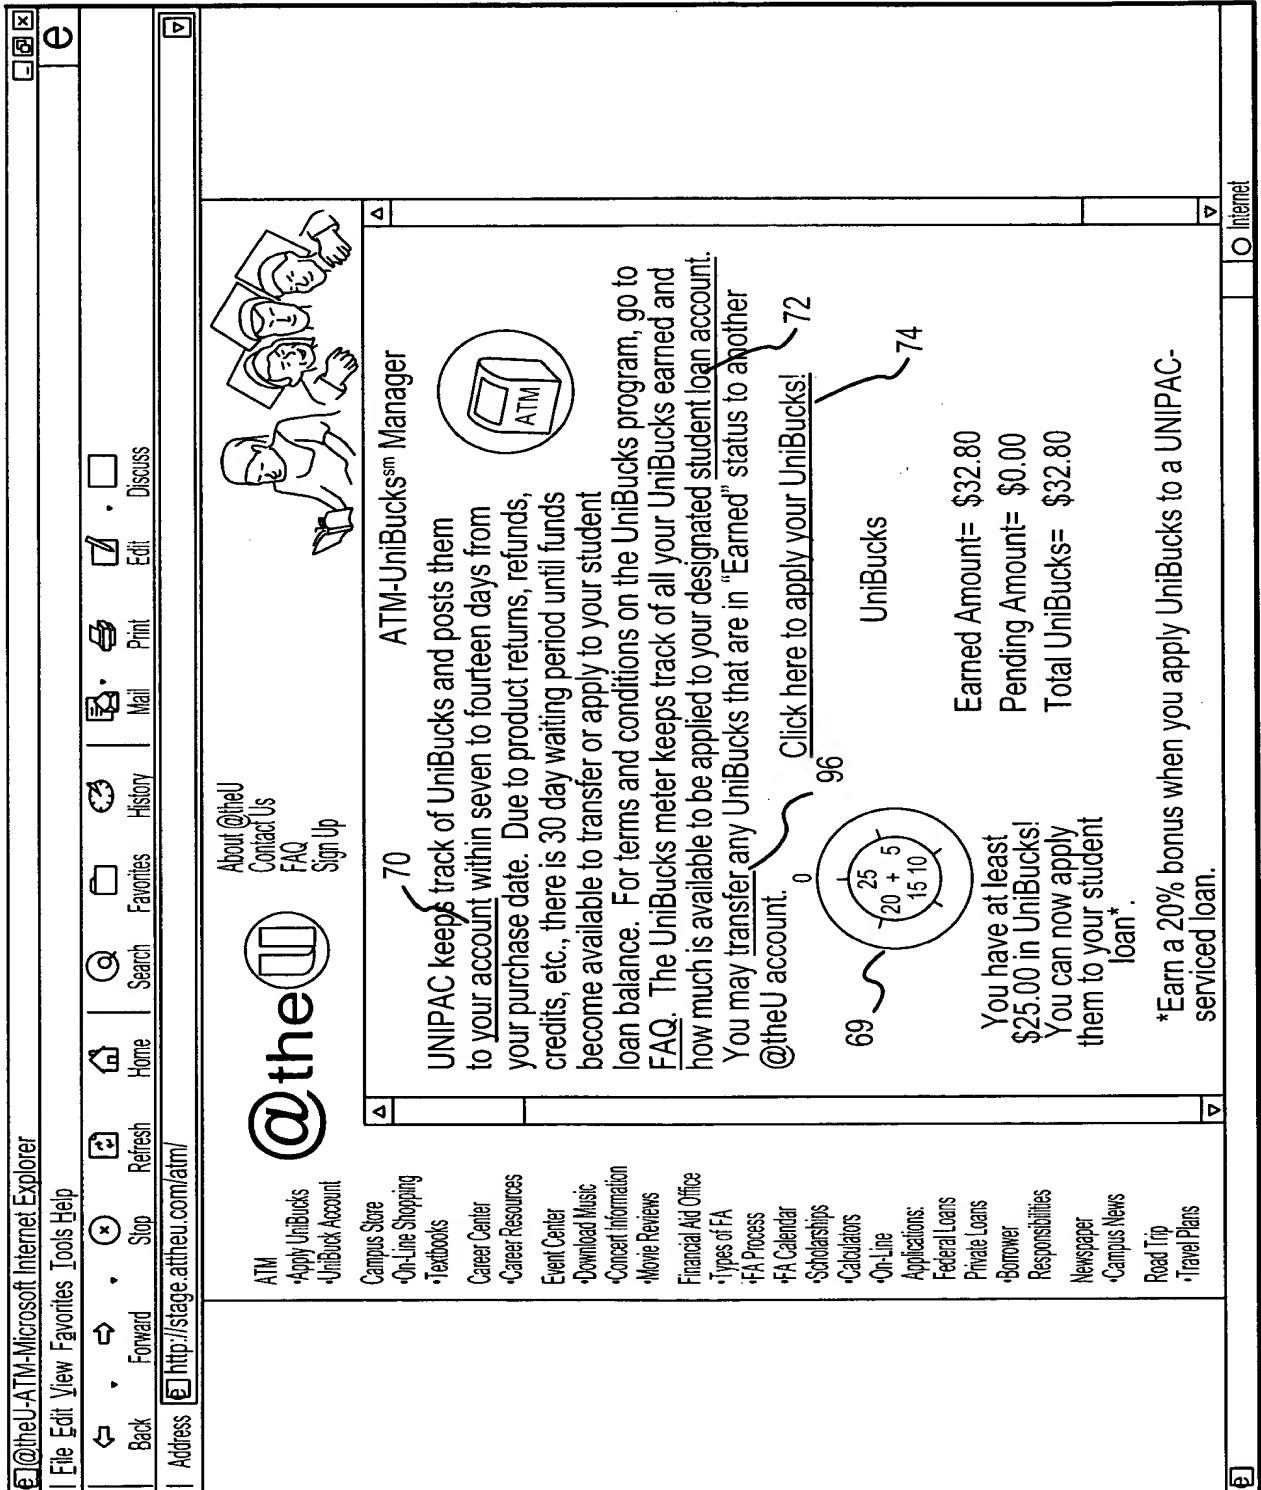 @theU-ATM-Microsoft Internet Explorer
File Edit View Favorites Tools Help
Back Forward Stop Refresh Home Search Favorites History Mail Print Edit Discuss
Address http://stage.attheu.com/atm/
@the U
About @theU
Contact Us
FAQ
Sign Up
ATM
•Apply UniBucks
•UniBuck Account
Campus Store
•On-Line Shopping
•Textbooks
Career Center
•Career Resources
Event Center
•Download Music
•Concert Information
•Movie Reviews
Financial Aid Office
•Types of FA
•FA Process
•FA Calendar
•Scholarships
•Calculators
•On-Line
Applications:
Federal Loans
Private Loans
•Borrower
Responsibilities
Newspaper
•Campus News
Road Trip
•Travel Plans
ATM-UniBucks℠ Manager
ATM
70
UNIPAC keeps track of UniBucks and posts them
to your account within seven to fourteen days from
your purchase date. Due to product returns, refunds,
credits, etc., there is 30 day waiting period until funds
become available to transfer or apply to your student
loan balance. For terms and conditions on the UniBucks program, go to
FAQ. The UniBucks meter keeps track of all your UniBucks earned and
how much is available to be applied to your designated student loan account.
You may transfer any UniBucks that are in "Earned" status to another
@theU account.
Click here to apply your UniBucks!
72
74
96
69
0
25
20 + 5
15 10
You have at least
$25.00 in UniBucks!
You can now apply
them to your student
loan*.
UniBucks
Earned Amount= $32.80
Pending Amount= $0.00
Total UniBucks= $32.80
*Earn a 20% bonus when you apply UniBucks to a UNIPAC-
serviced loan.
Internet